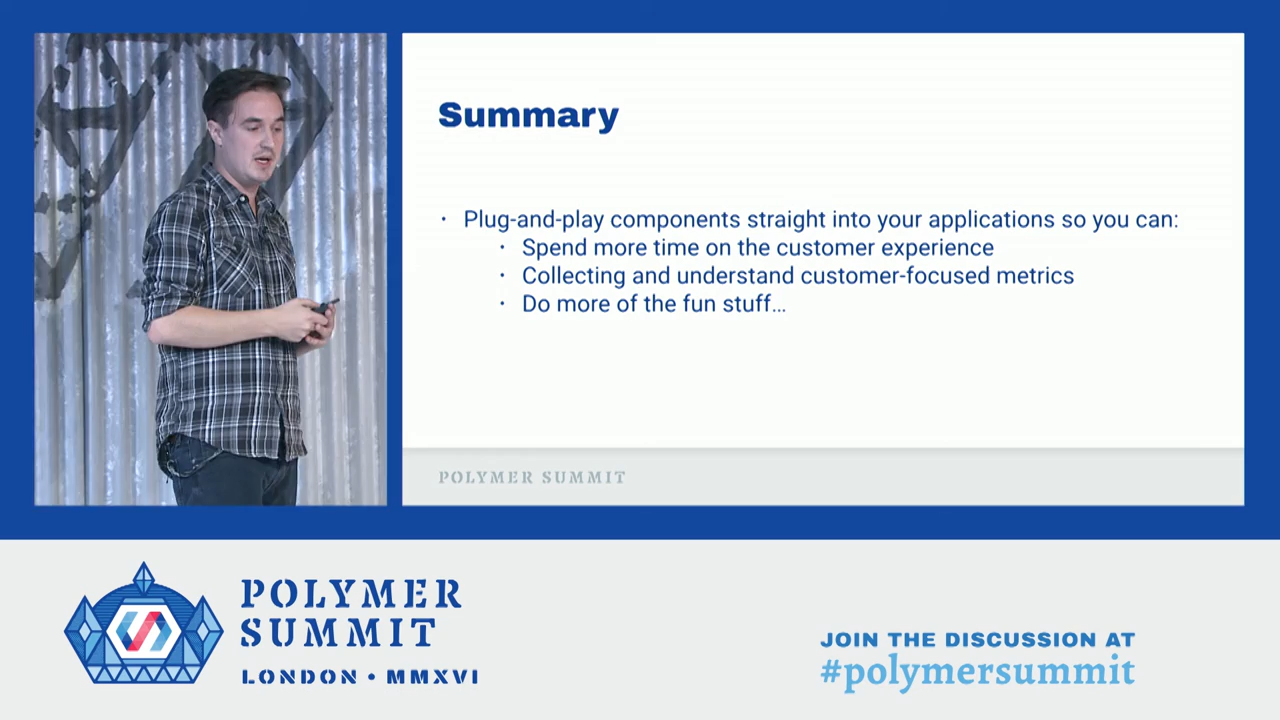 Summary
· Plug-and-play components straight into your applications so you can:
· Spend more time on the customer experience
· Collecting and understand customer-focused metrics
· Do more of the fun stuff…
POLYMER SUMMIT
POLYMER
SUMMIT
LONDON • MMXVI
JOIN THE DISCUSSION AT
#polymersummit